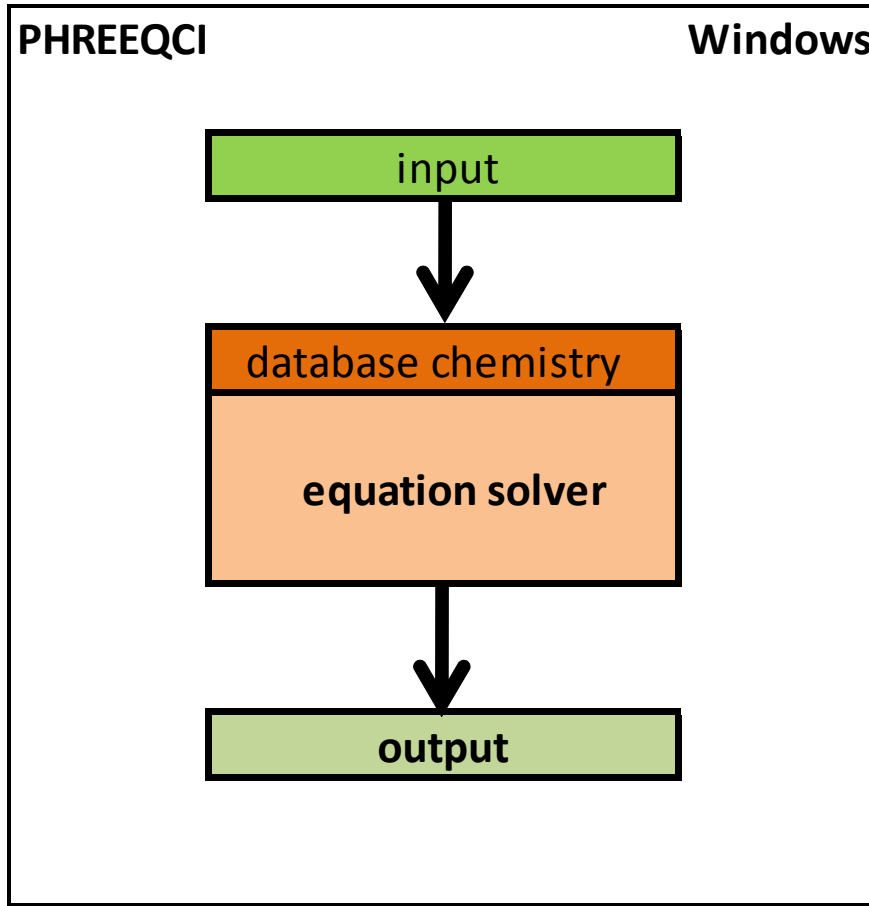 PHREEQCI Windows
input
database chemistry
equation solver
output